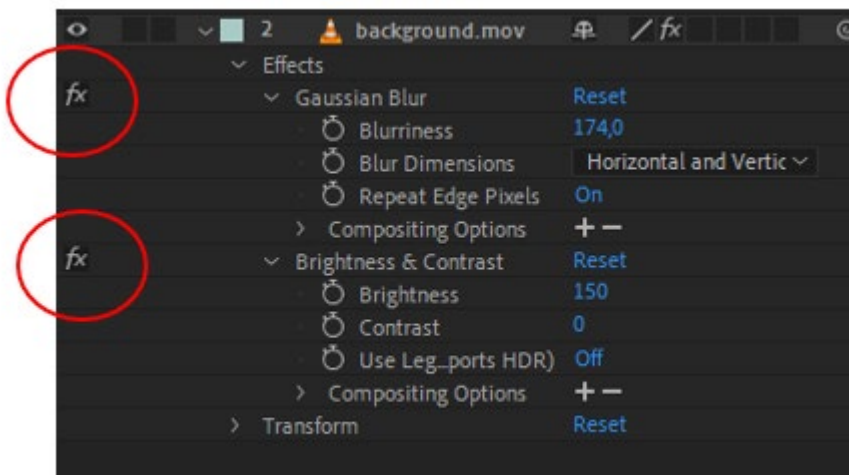 2 background.mov fx
Effects
fx Gaussian Blur Reset
Blurriness 174,0
Blur Dimensions Horizontal and Vertic
Repeat Edge Pixels On
Compositing Options + −
fx Brightness & Contrast Reset
Brightness 150
Contrast 0
Use Leg...ports HDR) Off
Compositing Options + −
Transform Reset